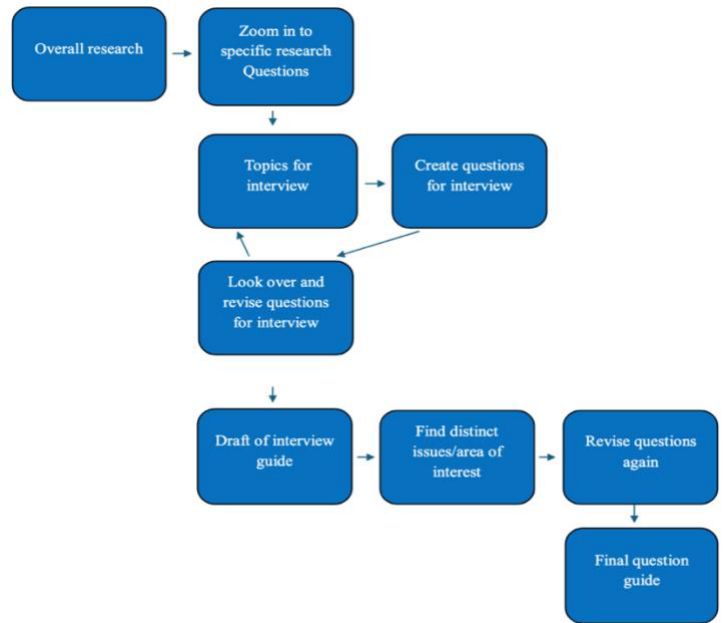 Overall research
Zoom in to
specific research
Questions
Topics for
interview
Create questions
for interview
Look over and
revise questions
for interview
Draft of interview
guide
Find distinct
issues/area of
interest
Revise questions
again
Final question
guide